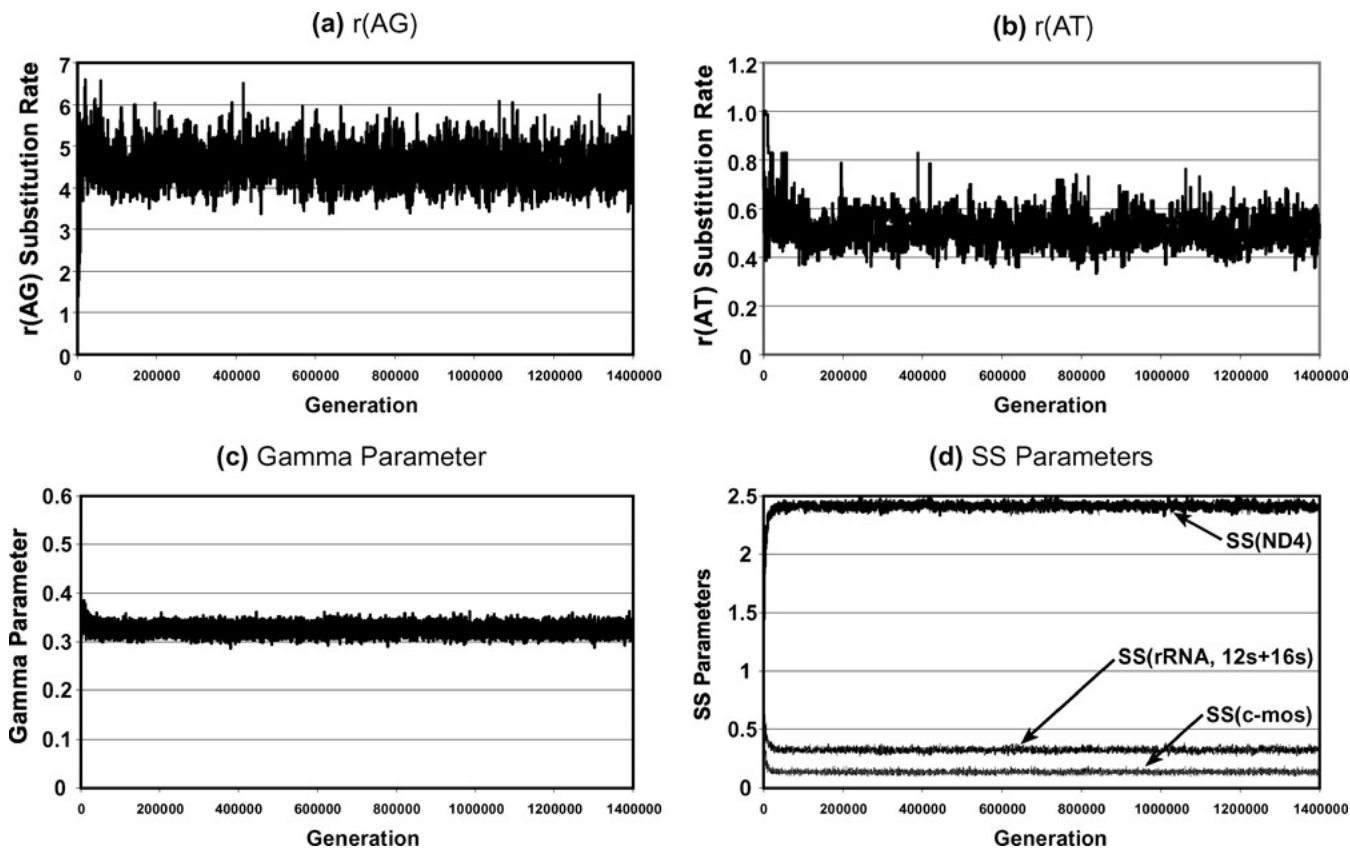 (a) r(AG)
r(AG) Substitution Rate
7
6
5
4
3
2
1
0
0 200000 400000 600000 800000 1000000 1200000 1400000
Generation
(b) r(AT)
r(AT) Substitution Rate
1.2
1.0
0.8
0.6
0.4
0.2
0
0 200000 400000 600000 800000 1000000 1200000 1400000
Generation
(c) Gamma Parameter
Gamma Parameter
0.6
0.5
0.4
0.3
0.2
0.1
0
0 200000 400000 600000 800000 1000000 1200000 1400000
Generation
(d) SS Parameters
SS Parameters
2.5
2
1.5
1
0.5
0
SS(ND4)
SS(rRNA, 12s+16s)
SS(c-mos)
0 200000 400000 600000 800000 1000000 1200000 1400000
Generation